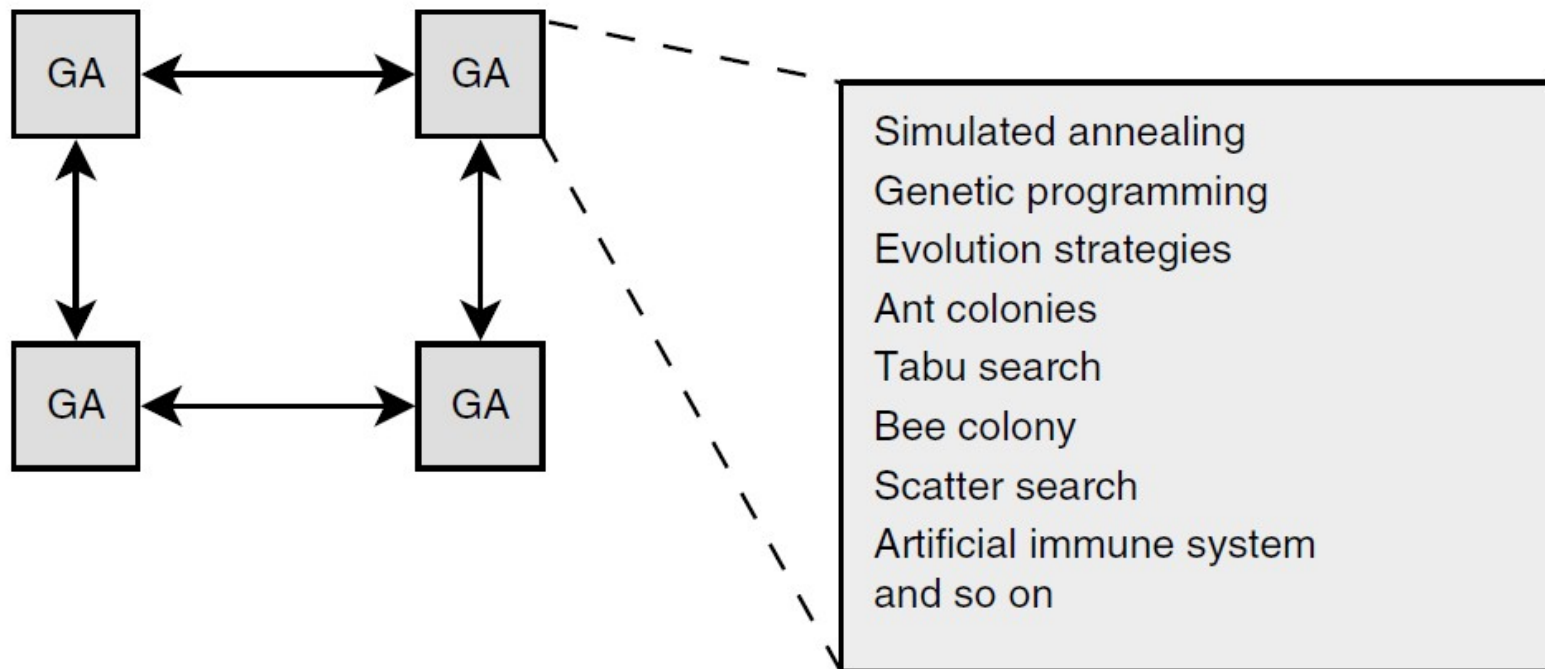 GA
GA
Simulated annealing
Genetic programming
Evolution strategies
Ant colonies
Tabu search
Bee colony
Scatter search
Artificial immune system
and so on
GA
GA